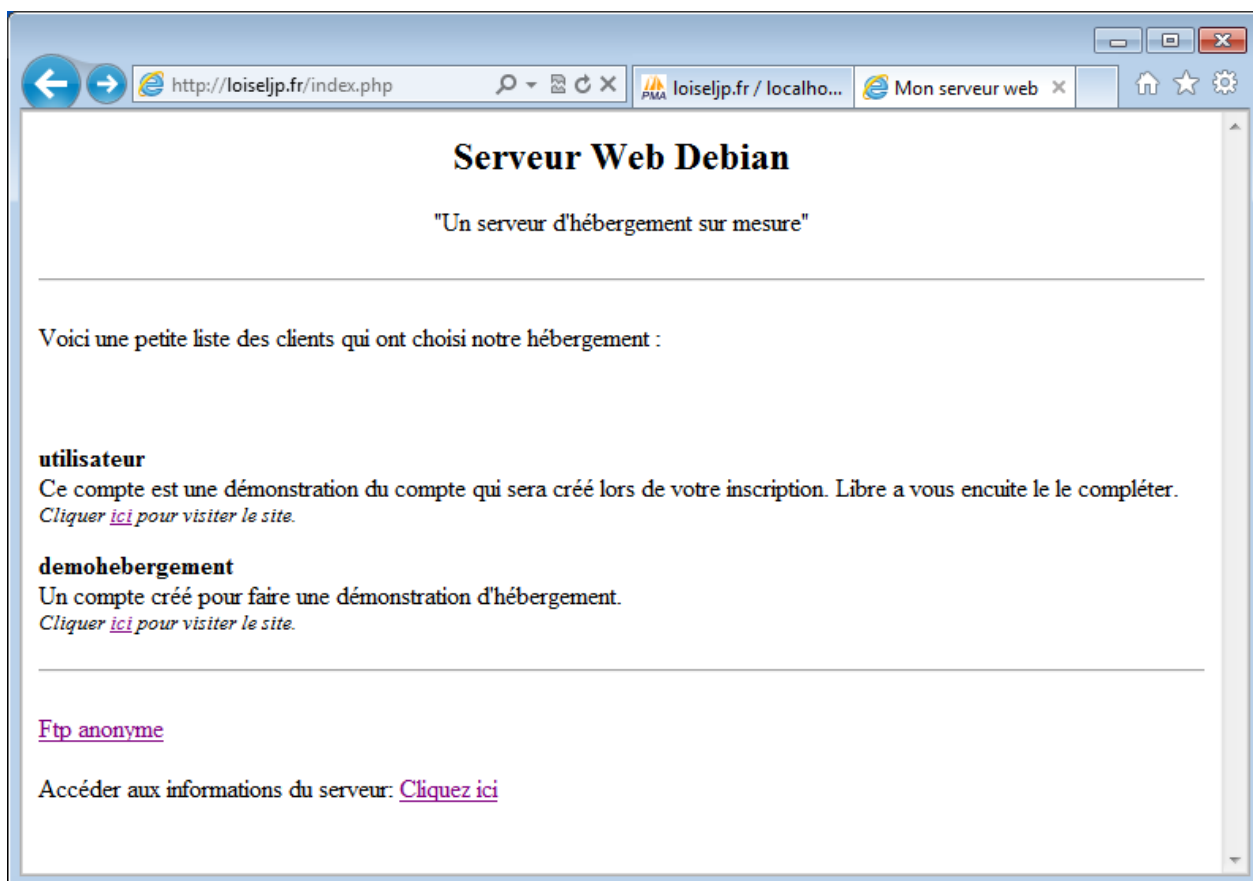 http://loiseljp.fr/index.php
PMA
loiseljp.fr / localho...
Mon serveur web
Serveur Web Debian
"Un serveur d'hébergement sur mesure"
Voici une petite liste des clients qui ont choisi notre hébergement :
utilisateur
Ce compte est une démonstration du compte qui sera créé lors de votre inscription. Libre a vous encuite le le compléter.
Cliquer ici pour visiter le site.
demohebergement
Un compte créé pour faire une démonstration d'hébergement.
Cliquer ici pour visiter le site.
Ftp anonyme
Accéder aux informations du serveur: Cliquez ici